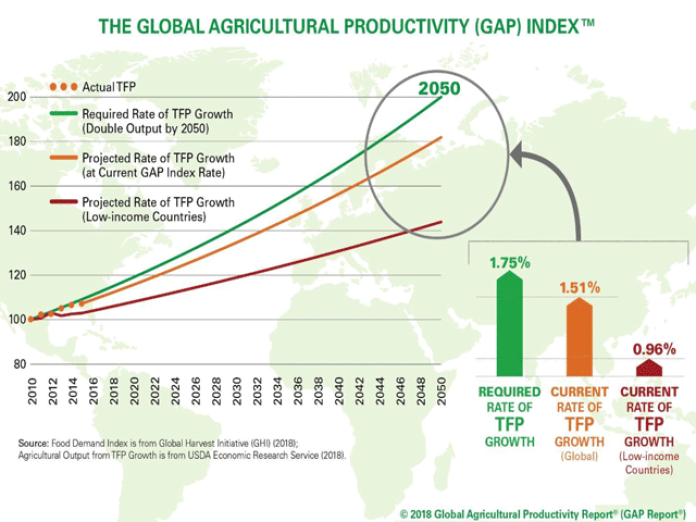 THE GLOBAL AGRICULTURAL PRODUCTIVITY (GAP) INDEX™
Actual TFP
Required Rate of TFP Growth
(Double Output by 2050)
Projected Rate of TFP Growth
(at Current GAP Index Rate)
Projected Rate of TFP Growth
(Low-income Countries)
2050
200
180
160
140
120
100
80
2010
2012
2014
2016
2018
2020
2022
2024
2026
2028
2030
2032
2034
2036
2038
2040
2042
2044
2046
2048
2050
1.75%
1.51%
0.96%
REQUIRED
RATE OF
TFP
GROWTH
CURRENT
RATE OF
TFP
GROWTH
(Global)
CURRENT
RATE OF
TFP
GROWTH
(Low-income
Countries)
Source: Food Demand Index is from Global Harvest Initiative (GHI) (2018);
Agricultural Output from TFP Growth is from USDA Economic Research Service (2018).
© 2018 Global Agricultural Productivity Report® (GAP Report®)